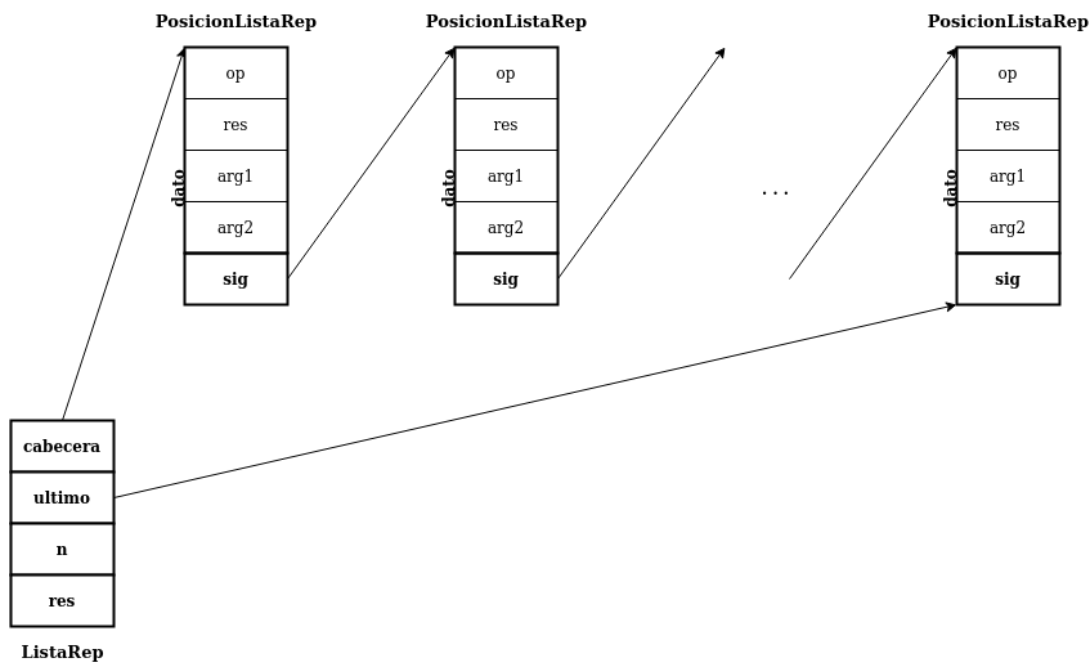 PosicionListaRep
PosicionListaRep
PosicionListaRep
op
op
op
res
res
res
dato
arg1
dato
arg1
...
dato
arg1
arg2
arg2
arg2
sig
sig
sig
cabecera
ultimo
n
res
ListaRep